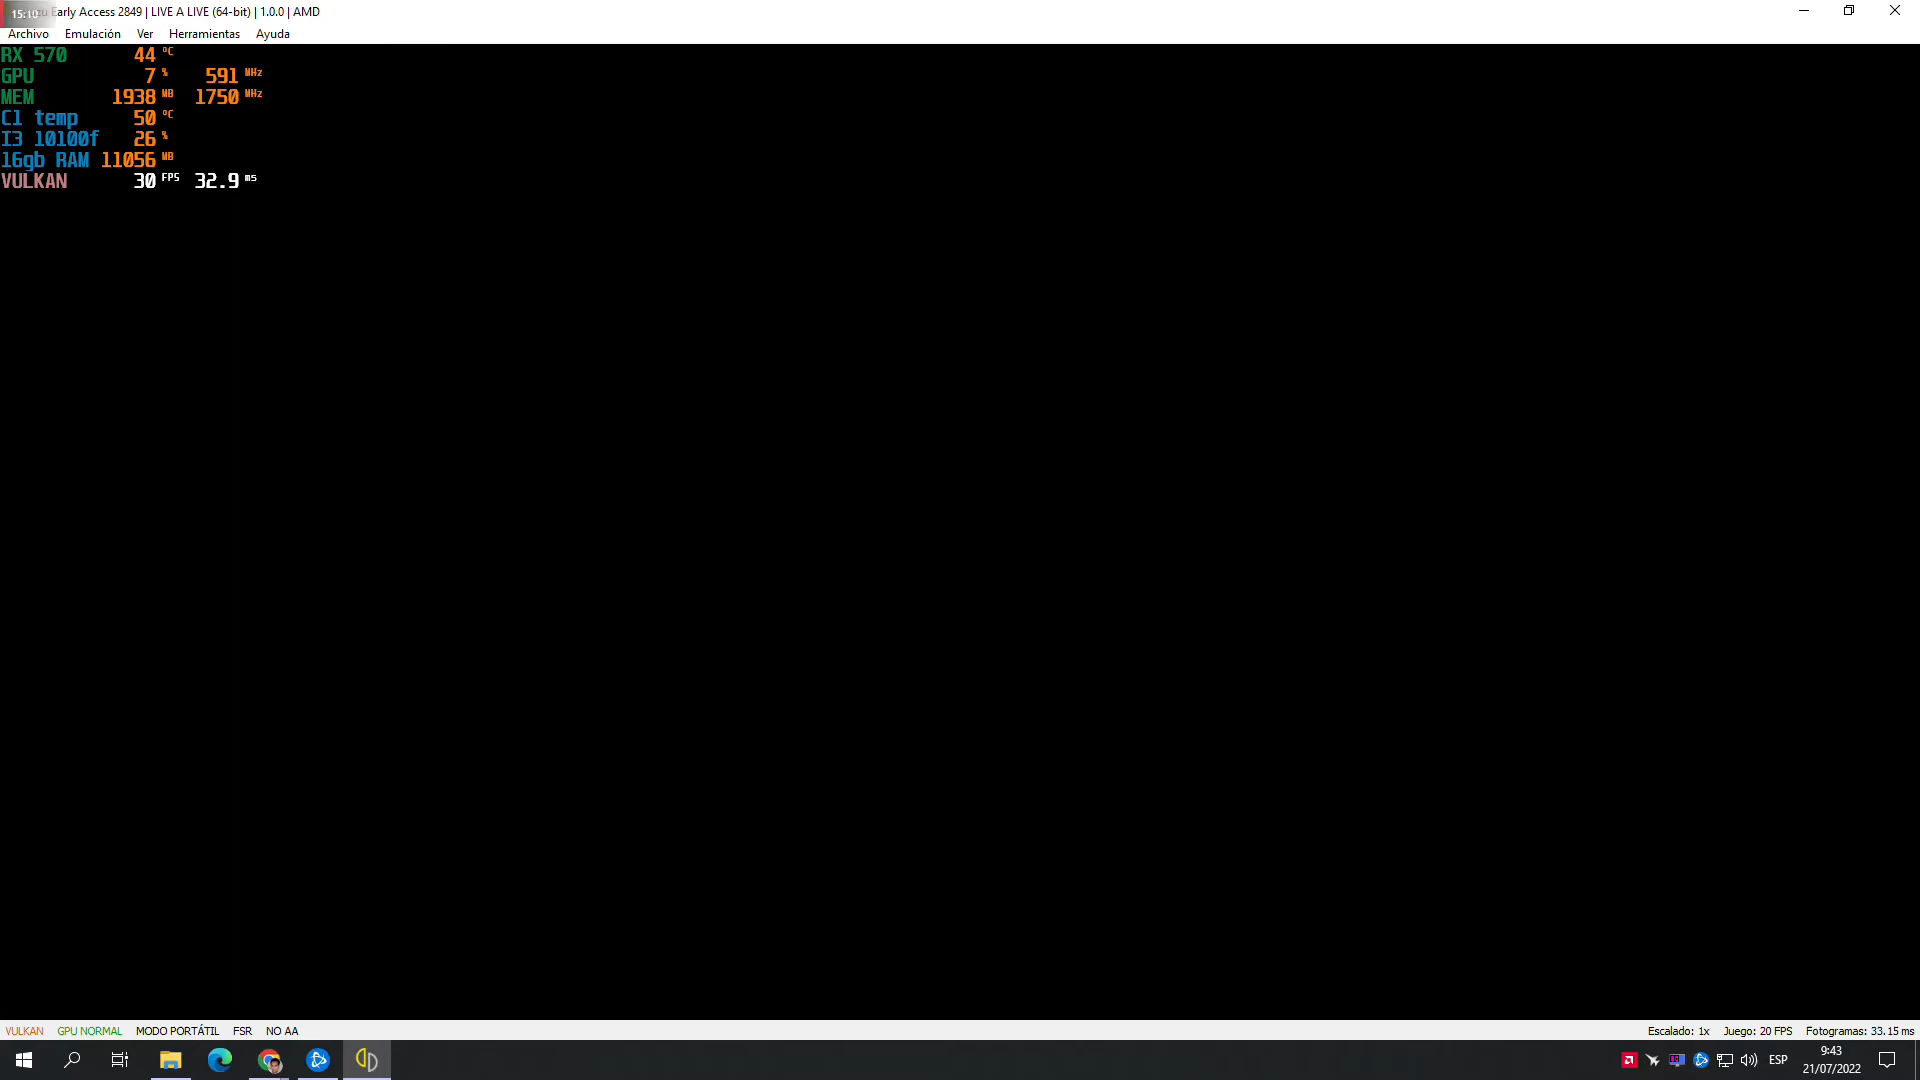 15:10 Early Access 2849 | LIVE A LIVE (64-bit) | 1.0.0 | AMD
Archivo Emulación Ver Herramientas Ayuda
RX 570 44 °C
GPU 7 % 591 MHz
MEM 1938 MB 1750 MHz
C1 temp 50 °C
I3 10100f 26 %
16gb RAM 11056 MB
VULKAN 30 FPS 32.9 ms
VULKAN GPU NORMAL MODO PORTÁTIL FSR NO AA Escalado: 1x Juego: 20 FPS Fotogramas: 33.15 ms
ESP 9:43
21/07/2022